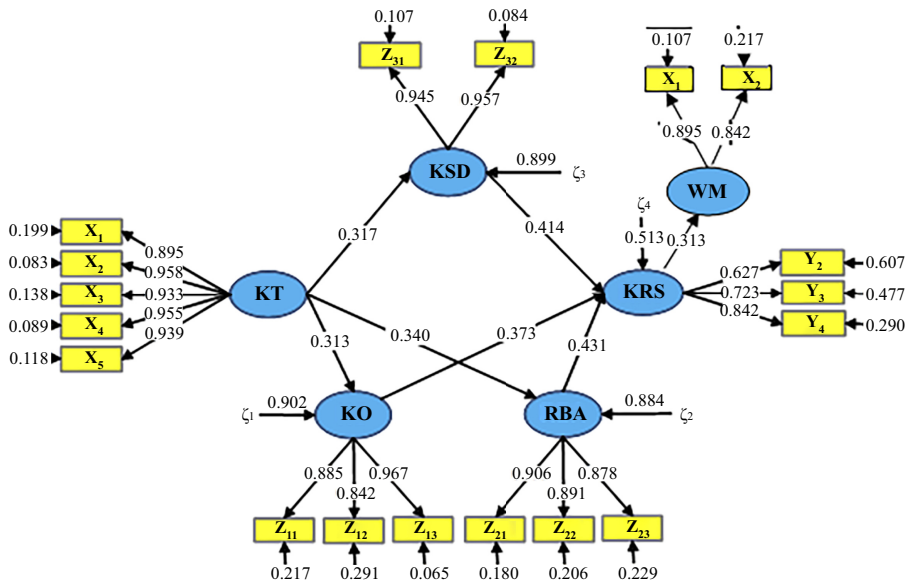 0.107
0.084
Z31
Z32
0.945
0.957
0.107
0.217
X1
X2
0.895
0.842
KSD
0.899
ζ3
WM
ζ4
0.513
0.313
0.317
0.414
0.199
X1
0.895
0.083
X2
0.958
0.138
X3
0.933
0.089
X4
0.955
0.118
X5
0.939
KT
KRS
0.627
Y2
0.607
0.723
Y3
0.477
0.842
Y4
0.290
0.313
0.340
0.373
0.431
ζ1
0.902
KO
RBA
0.884
ζ2
0.885
0.842
0.967
0.906
0.891
0.878
Z11
Z12
Z13
Z21
Z22
Z23
0.217
0.291
0.065
0.180
0.206
0.229